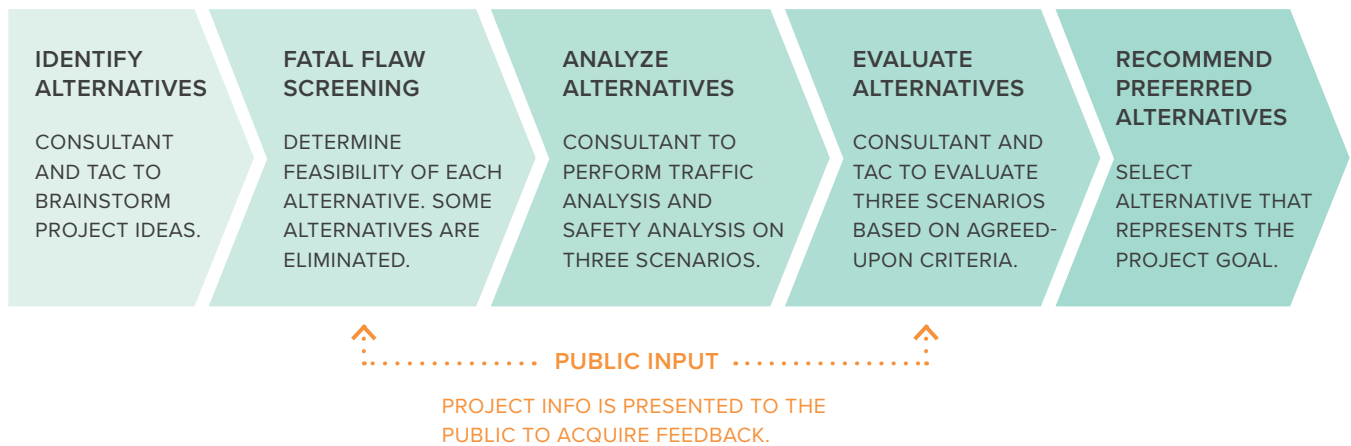 IDENTIFY
ALTERNATIVES
CONSULTANT
AND TAC TO
BRAINSTORM
PROJECT IDEAS.
FATAL FLAW
SCREENING
DETERMINE
FEASIBILITY OF EACH
ALTERNATIVE. SOME
ALTERNATIVES ARE
ELIMINATED.
ANALYZE
ALTERNATIVES
CONSULTANT TO
PERFORM TRAFFIC
ANALYSIS AND
SAFETY ANALYSIS ON
THREE SCENARIOS.
EVALUATE
ALTERNATIVES
CONSULTANT AND
TAC TO EVALUATE
THREE SCENARIOS
BASED ON AGREED-
UPON CRITERIA.
RECOMMEND
PREFERRED
ALTERNATIVES
SELECT
ALTERNATIVE THAT
REPRESENTS THE
PROJECT GOAL.
PUBLIC INPUT
PROJECT INFO IS PRESENTED TO THE
PUBLIC TO ACQUIRE FEEDBACK.